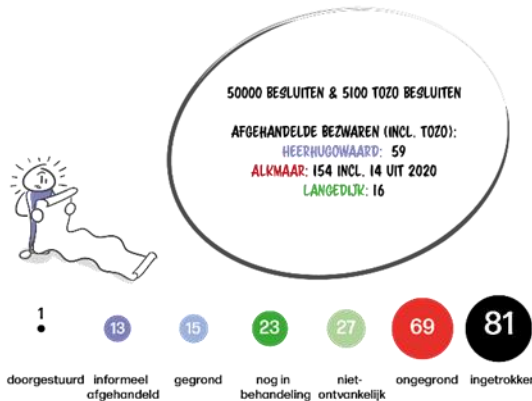 50000 BESLUITEN & 5100 TOZO BESLUITEN
AFGEHANDELDE BEZWAREN (INCL. TOZO):
HEERHUGOWAARD: 59
ALKMAAR: 154 INCL. 14 UIT 2020
LANGEDIJK: 16
1
13
15
23
27
69
81
doorgestuurd
informeel
afgehandeld
gegrond
nog in
behandeling
niet-
ontvankelijk
ongegrond
ingetrokken